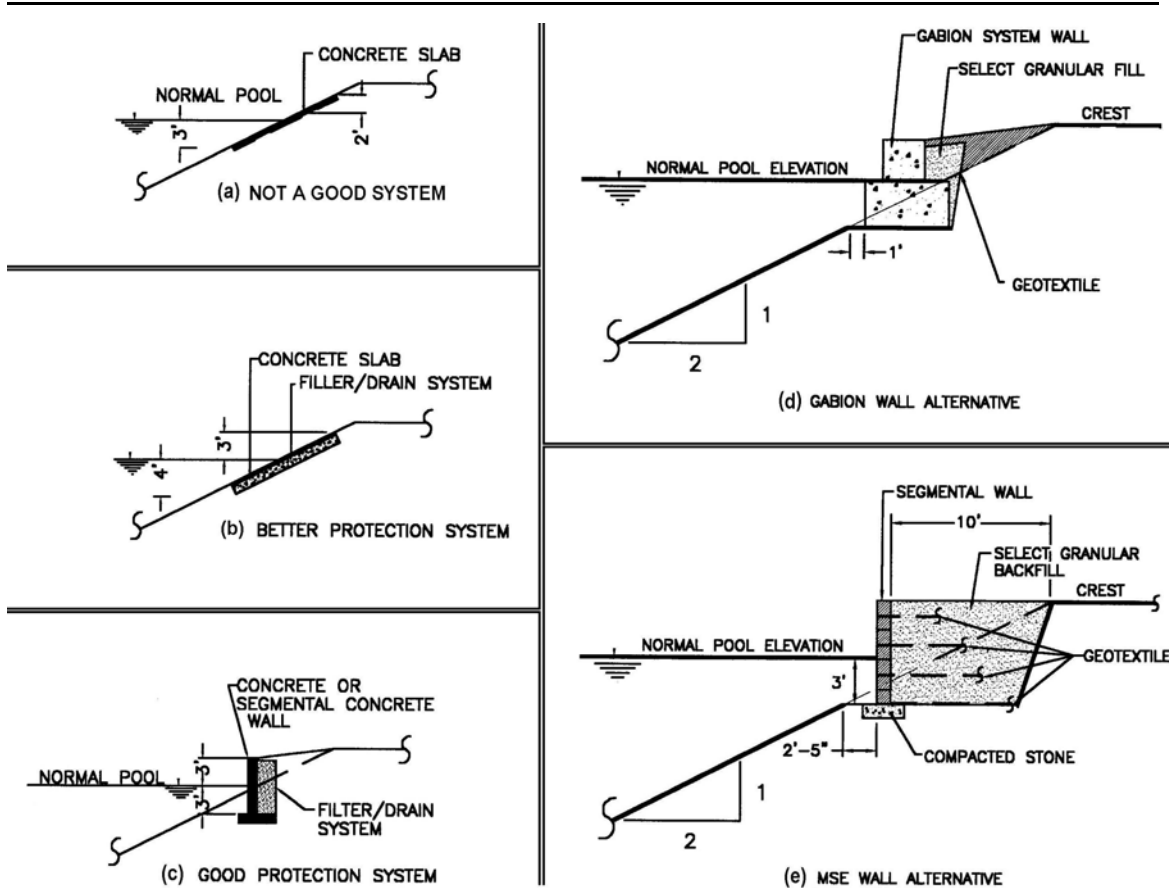 CONCRETE SLAB
NORMAL POOL
3'
2'
(a) NOT A GOOD SYSTEM
CONCRETE SLAB
FILLER/DRAIN SYSTEM
3'
4'
(b) BETTER PROTECTION SYSTEM
CONCRETE OR
SEGMENTAL CONCRETE
WALL
3'
NORMAL POOL
3'
FILTER/DRAIN
SYSTEM
(c) GOOD PROTECTION SYSTEM
GABION SYSTEM WALL
SELECT GRANULAR FILL
CREST
NORMAL POOL ELEVATION
1'
GEOTEXTILE
1
2
(d) GABION WALL ALTERNATIVE
SEGMENTAL WALL
10'
SELECT GRANULAR
BACKFILL
CREST
NORMAL POOL ELEVATION
GEOTEXTILE
3'
2'-5"
COMPACTED STONE
1
2
(e) MSE WALL ALTERNATIVE